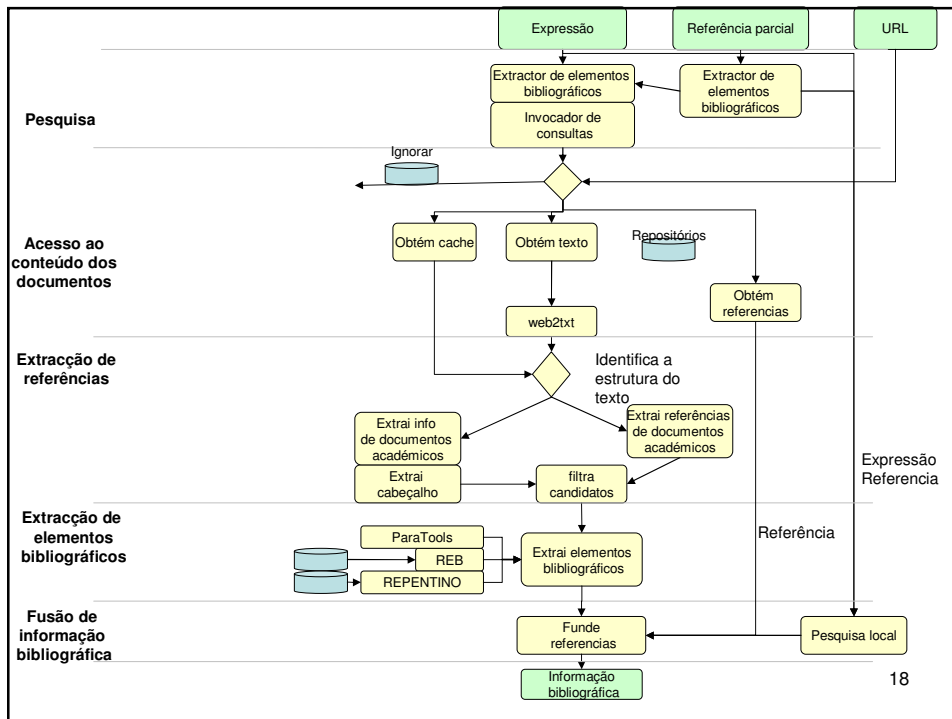 Expressão
Referência parcial
URL
Extractor de elementos
bibliográficos
Extractor de
elementos
bibliográficos
Pesquisa
Invocador de
consultas
Ignorar
Acesso ao
conteúdo dos
documentos
Obtém cache
Obtém texto
Repositórios
Obtém
referencias
web2txt
Extracção de
referências
Identifica a
estrutura do
texto
Extrai info
de documentos
académicos
Extrai referências
de documentos
académicos
Extrai
cabeçalho
filtra
candidatos
Expressão
Referencia
Extracção de
elementos
bibliográficos
ParaTools
REB
REPENTINO
Extrai elementos
blibliográficos
Referência
Fusão de
informação
bibliográfica
Funde
referencias
Pesquisa local
Informação
bibliográfica
18